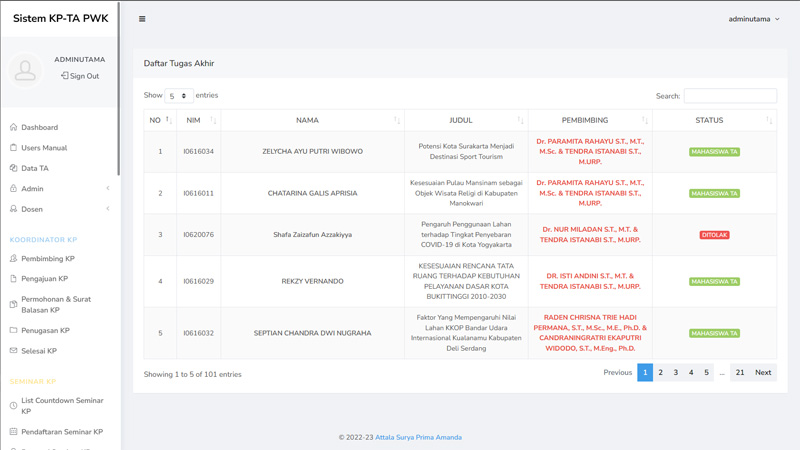 Sistem KP-TA PWK
adminutama
ADMINUTAMA
Sign Out
Dashboard
Users Manual
Data TA
Admin
Dosen
KOORDINATOR KP
Pembimbing KP
Pengajuan KP
Permohonan & Surat
Balasan KP
Penugasan KP
Selesai KP
SEMINAR KP
List Countdown Seminar
KP
Pendaftaran Seminar KP
Daftar Tugas Akhir
Show 5 entries
Search:
NO NIM NAMA JUDUL PEMBIMBING STATUS
1 I0616034 ZELYCHA AYU PUTRI WIBOWO
Potensi Kota Surakarta Menjadi
Destinasi Sport Tourism
Dr. PARAMITA RAHAYU S.T., M.T.,
M.Sc. & TENDRA ISTANABI S.T.,
M.URP.
MAHASISWA TA
2 I0616011 CHATARINA GALIS APRISIA
Kesesuaian Pulau Mansinam sebagai
Objek Wisata Religi di Kabupaten
Manokwari
Dr. PARAMITA RAHAYU S.T., M.T.,
M.Sc. & TENDRA ISTANABI S.T.,
M.URP.
MAHASISWA TA
3 I0620076 Shafa Zaizafun Azzakiyya
Pengaruh Penggunaan Lahan
terhadap Tingkat Penyebaran
COVID-19 di Kota Yogyakarta
Dr. NUR MILADAN S.T., M.T. &
TENDRA ISTANABI S.T., M.URP.
DITOLAK
4 I0616029 REKZY VERNANDO
KESESUAIAN RENCANA TATA
RUANG TERHADAP KEBUTUHAN
PELAYANAN DASAR KOTA
BUKITTINGGI 2010-2030
DR. ISTI ANDINI S.T., M.T. &
TENDRA ISTANABI S.T., M.URP.
MAHASISWA TA
5 I0616032 SEPTIAN CHANDRA DWI NUGRAHA
Faktor Yang Mempengaruhi Nilai
Lahan KKOP Bandar Udara
Internasional Kualanamu Kabupaten
Deli Serdang
RADEN CHRISNA TRIE HADI
PERMANA, S.T., M.Sc., M.E., Ph.D. &
CANDRANINGRATRI EKAPUTRI
WIDODO, S.T., M.Eng., Ph.D.
MAHASISWA TA
Showing 1 to 5 of 101 entries
Previous 1 2 3 4 5 ... 21 Next
© 2022-23 Attala Surya Prima Amanda